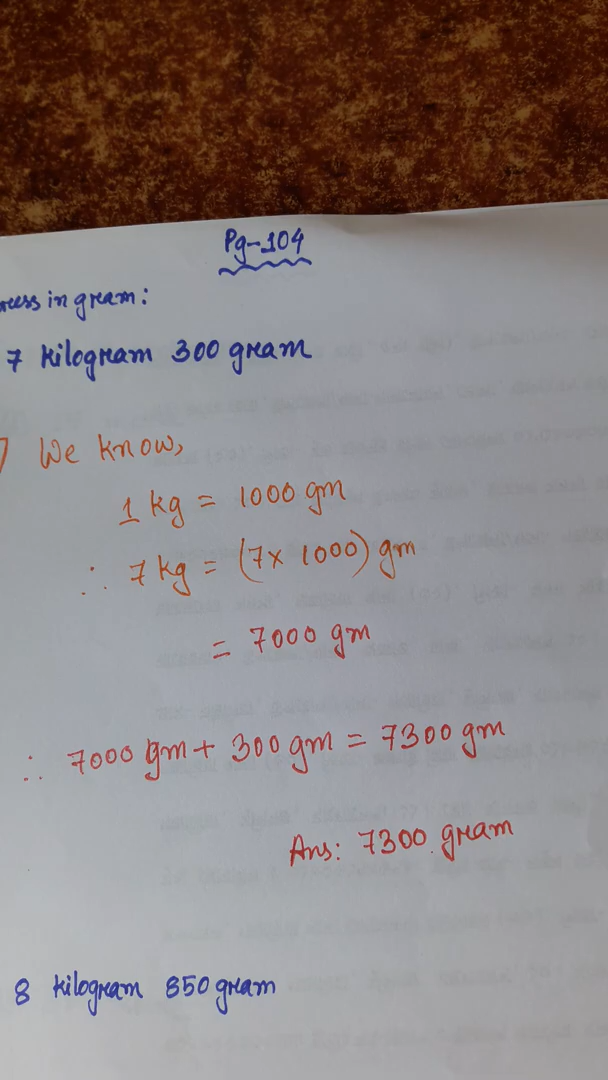 Pg-104
in gram:
7 kilogram 300 gram
We know,
1 kg = 1000 gm
∴ 7 kg = (7 x 1000) gm
= 7000 gm
∴ 7000 gm + 300 gm = 7300 gm
Ans: 7300 gram
8 kilogram 850 gram